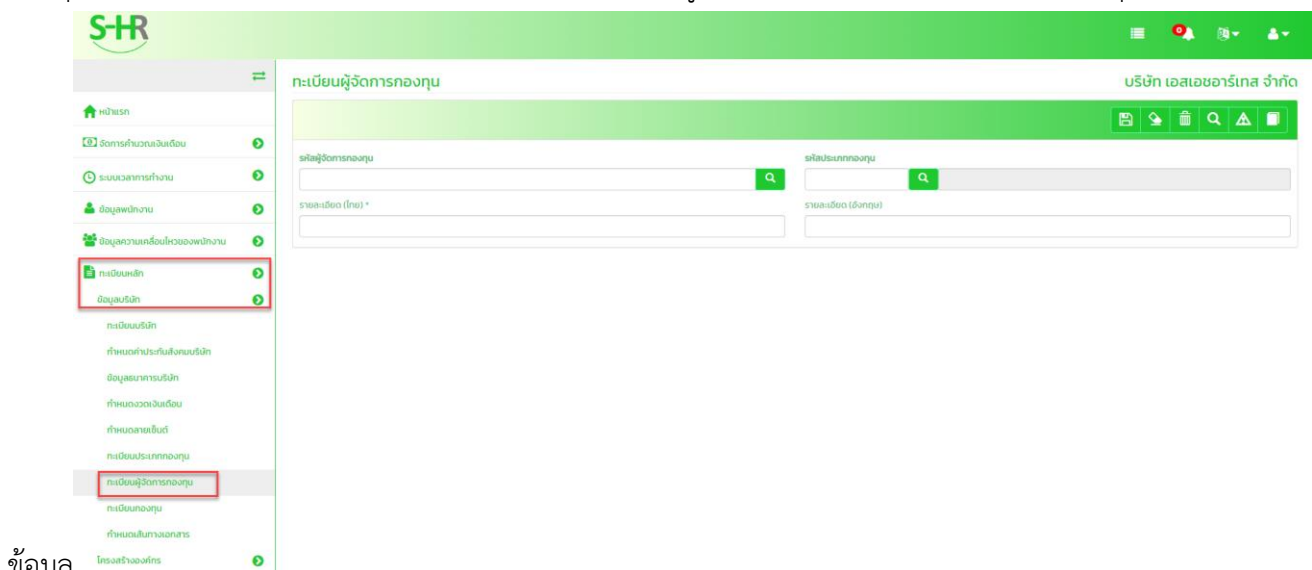 S-HR
0
ทะเบียนผู้จัดการกองทุน
บริษัท เอสเอชอาร์เทส จำกัด
หน้าแรก
จัดการคำนวณเงินเดือน
ระบบเวลาการทำงาน
ข้อมูลพนักงาน
ข้อมูลความเคลื่อนไหวของพนักงาน
ทะเบียนหลัก
ข้อมูลบริษัท
ทะเบียนบริษัท
กำหนดค่าประกันสังคมบริษัท
ข้อมูลธนาคารบริษัท
กำหนดงวดเงินเดือน
กำหนดลายเซ็นต์
ทะเบียนประเภทกองทุน
ทะเบียนผู้จัดการกองทุน
ทะเบียนกองทุน
กำหนดเส้นทางเอกสาร
โครงสร้างองค์กร
รหัสผู้จัดการกองทุน
รหัสประเภทกองทุน
รายละเอียด (ไทย) *
รายละเอียด (อังกฤษ)
ข้อมูล